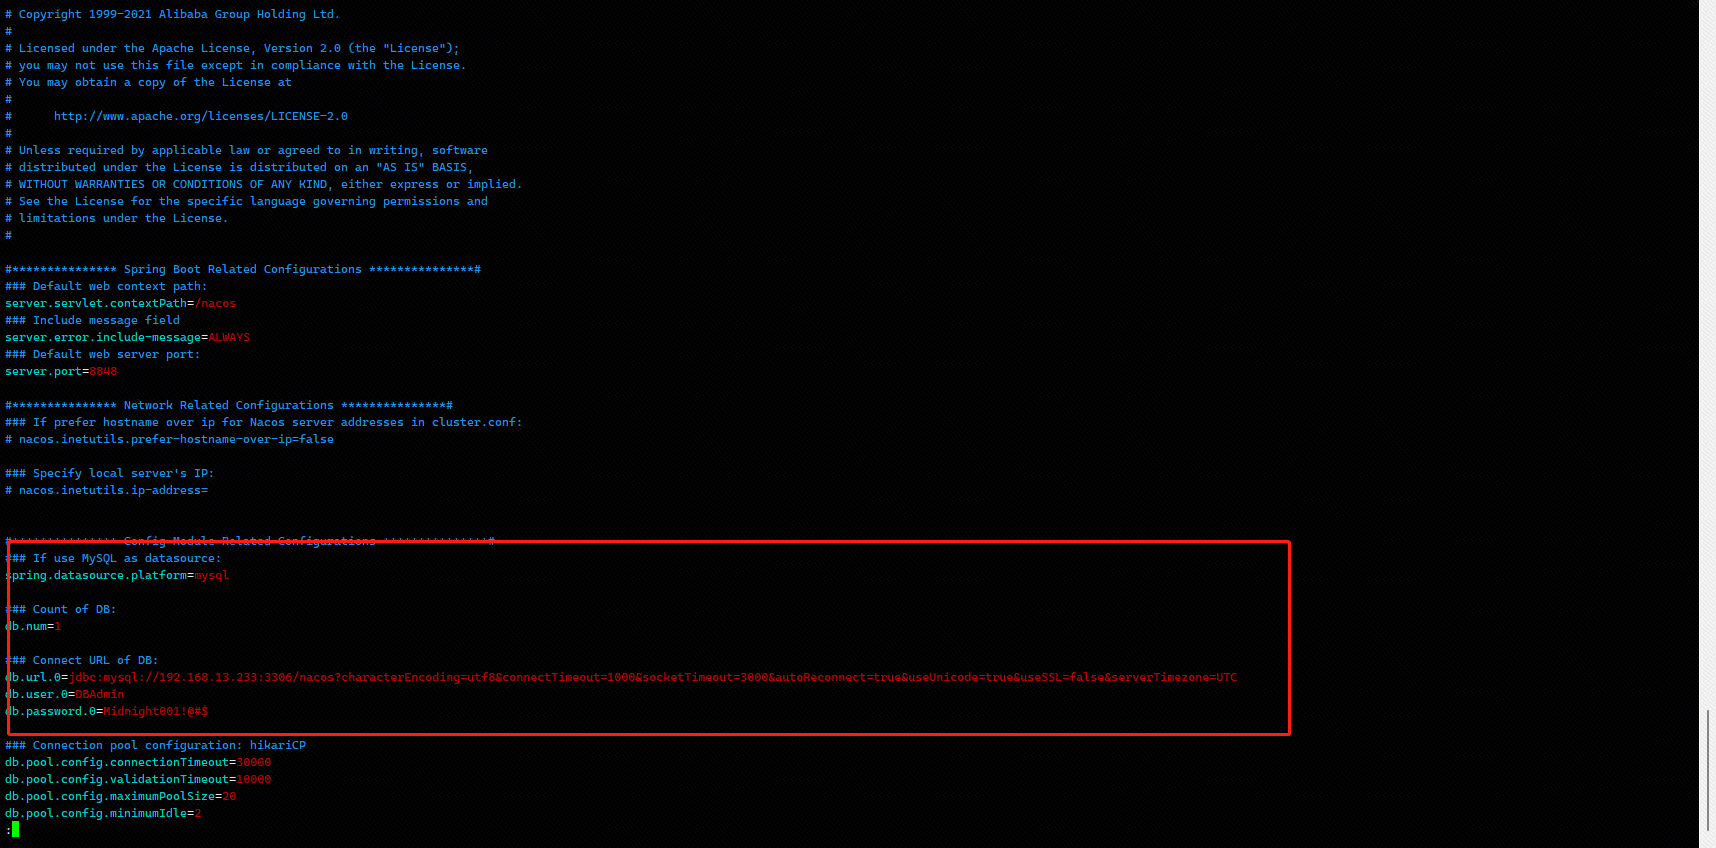 # Copyright 1999-2021 Alibaba Group Holding Ltd.
#
# Licensed under the Apache License, Version 2.0 (the "License");
# you may not use this file except in compliance with the License.
# You may obtain a copy of the License at
#
#      http://www.apache.org/licenses/LICENSE-2.0
#
# Unless required by applicable law or agreed to in writing, software
# distributed under the License is distributed on an "AS IS" BASIS,
# WITHOUT WARRANTIES OR CONDITIONS OF ANY KIND, either express or implied.
# See the License for the specific language governing permissions and
# limitations under the License.
#
#*************** Spring Boot Related Configurations ***************#
### Default web context path:
server.servlet.contextPath=/nacos
### Include message field
server.error.include-message=ALWAYS
### Default web server port:
server.port=8848
#*************** Network Related Configurations ***************#
### If prefer hostname over ip for Nacos server addresses in cluster.conf:
# nacos.inetutils.prefer-hostname-over-ip=false
### Specify local server's IP:
# nacos.inetutils.ip-address=
#*************** Config Module Related Configurations ***************#
### If use MySQL as datasource:
spring.datasource.platform=mysql
### Count of DB:
db.num=1
### Connect URL of DB:
db.url.0=jdbc:mysql://192.168.13.233:3306/nacos?characterEncoding=utf8&connectTimeout=1000&socketTimeout=3000&autoReconnect=true&useUnicode=true&useSSL=false&serverTimezone=UTC
db.user.0=DBAdmin
db.password.0=Midnight001!@#$
### Connection pool configuration: hikariCP
db.pool.config.connectionTimeout=30000
db.pool.config.validationTimeout=10000
db.pool.config.maximumPoolSize=20
db.pool.config.minimumIdle=2
: